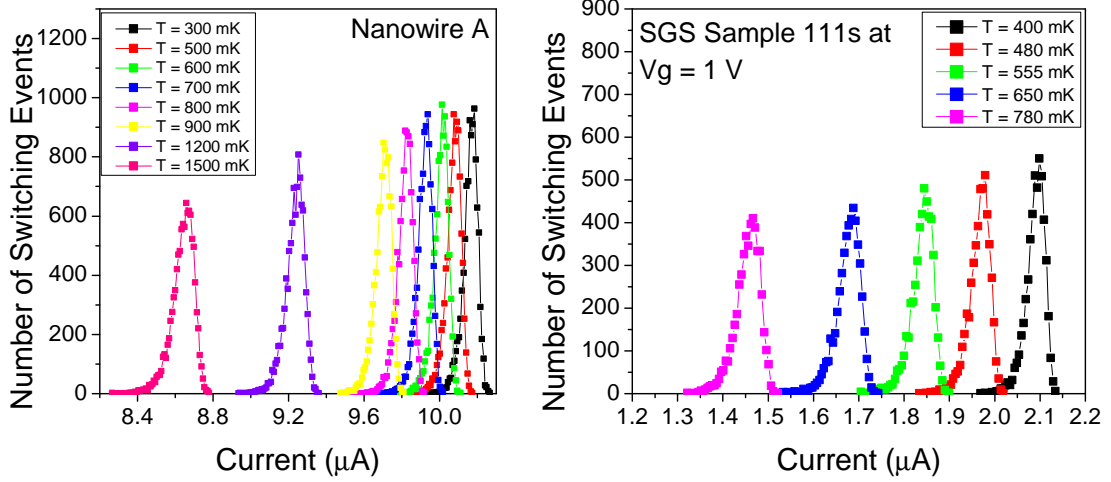 Nanowire A
T = 300 mK
T = 500 mK
T = 600 mK
T = 700 mK
T = 800 mK
T = 900 mK
T = 1200 mK
T = 1500 mK
Number of Switching Events
1200
1000
800
600
400
200
0
8.4 8.8 9.2 9.6 10.0
Current (μA)
SGS Sample 111s at
Vg = 1 V
T = 400 mK
T = 480 mK
T = 555 mK
T = 650 mK
T = 780 mK
Number of Switching Events
900
800
700
600
500
400
300
200
100
0
1.2 1.3 1.4 1.5 1.6 1.7 1.8 1.9 2.0 2.1 2.2
Current (μA)